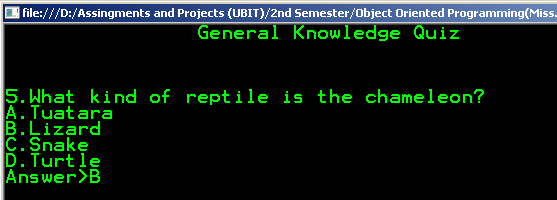 file:///D:/Assingments and Projects (UBIT)/2nd Semester/Object Oriented Programming(Miss.
General Knowledge Quiz
5.What kind of reptile is the chameleon?
A.Tuatara
B.Lizard
C.Snake
D.Turtle
Answer>B